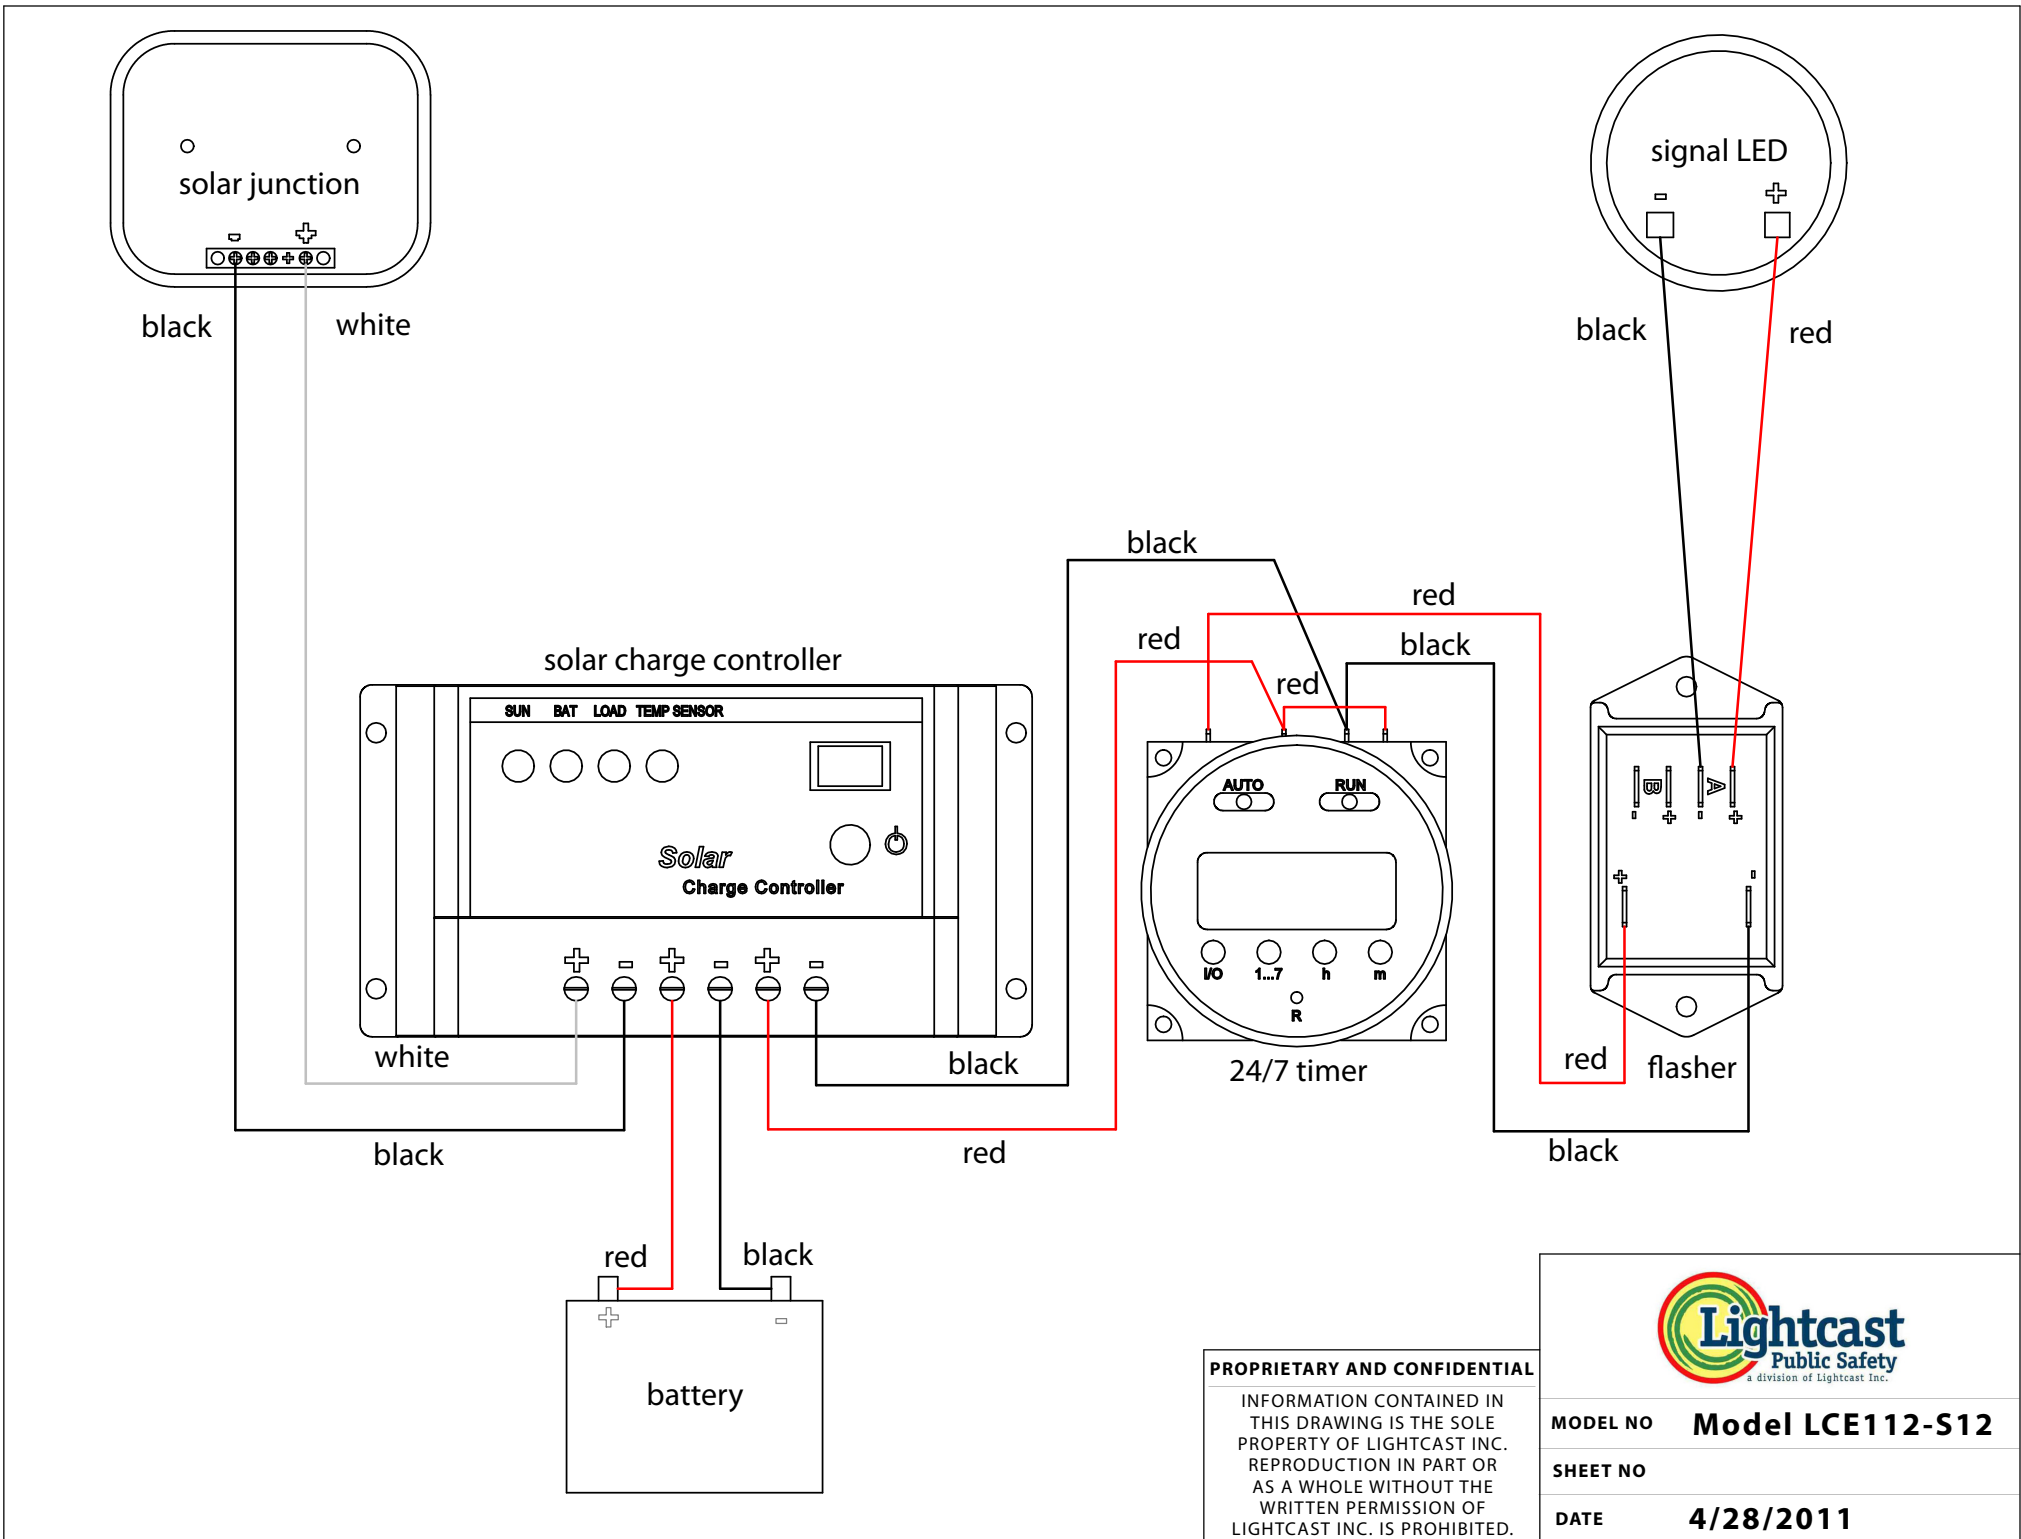 solar junction
- +
black
white
signal LED
- +
black
red
black
red
red
black
red
solar charge controller
SUN BAT LOAD TEMP SENSOR
Solar
Charge Controller
+ - + - + -
white
black
black
red
AUTO RUN
I/O 1...7 h m
R
24/7 timer
B A
- + - +
+ -
red
flasher
black
red
black
+ -
battery
PROPRIETARY AND CONFIDENTIAL
INFORMATION CONTAINED IN
THIS DRAWING IS THE SOLE
PROPERTY OF LIGHTCAST INC.
REPRODUCTION IN PART OR
AS A WHOLE WITHOUT THE
WRITTEN PERMISSION OF
LIGHTCAST INC. IS PROHIBITED.
Lightcast
Public Safety
a division of Lightcast Inc.
MODEL NO Model LCE112-S12
SHEET NO
DATE 4/28/2011